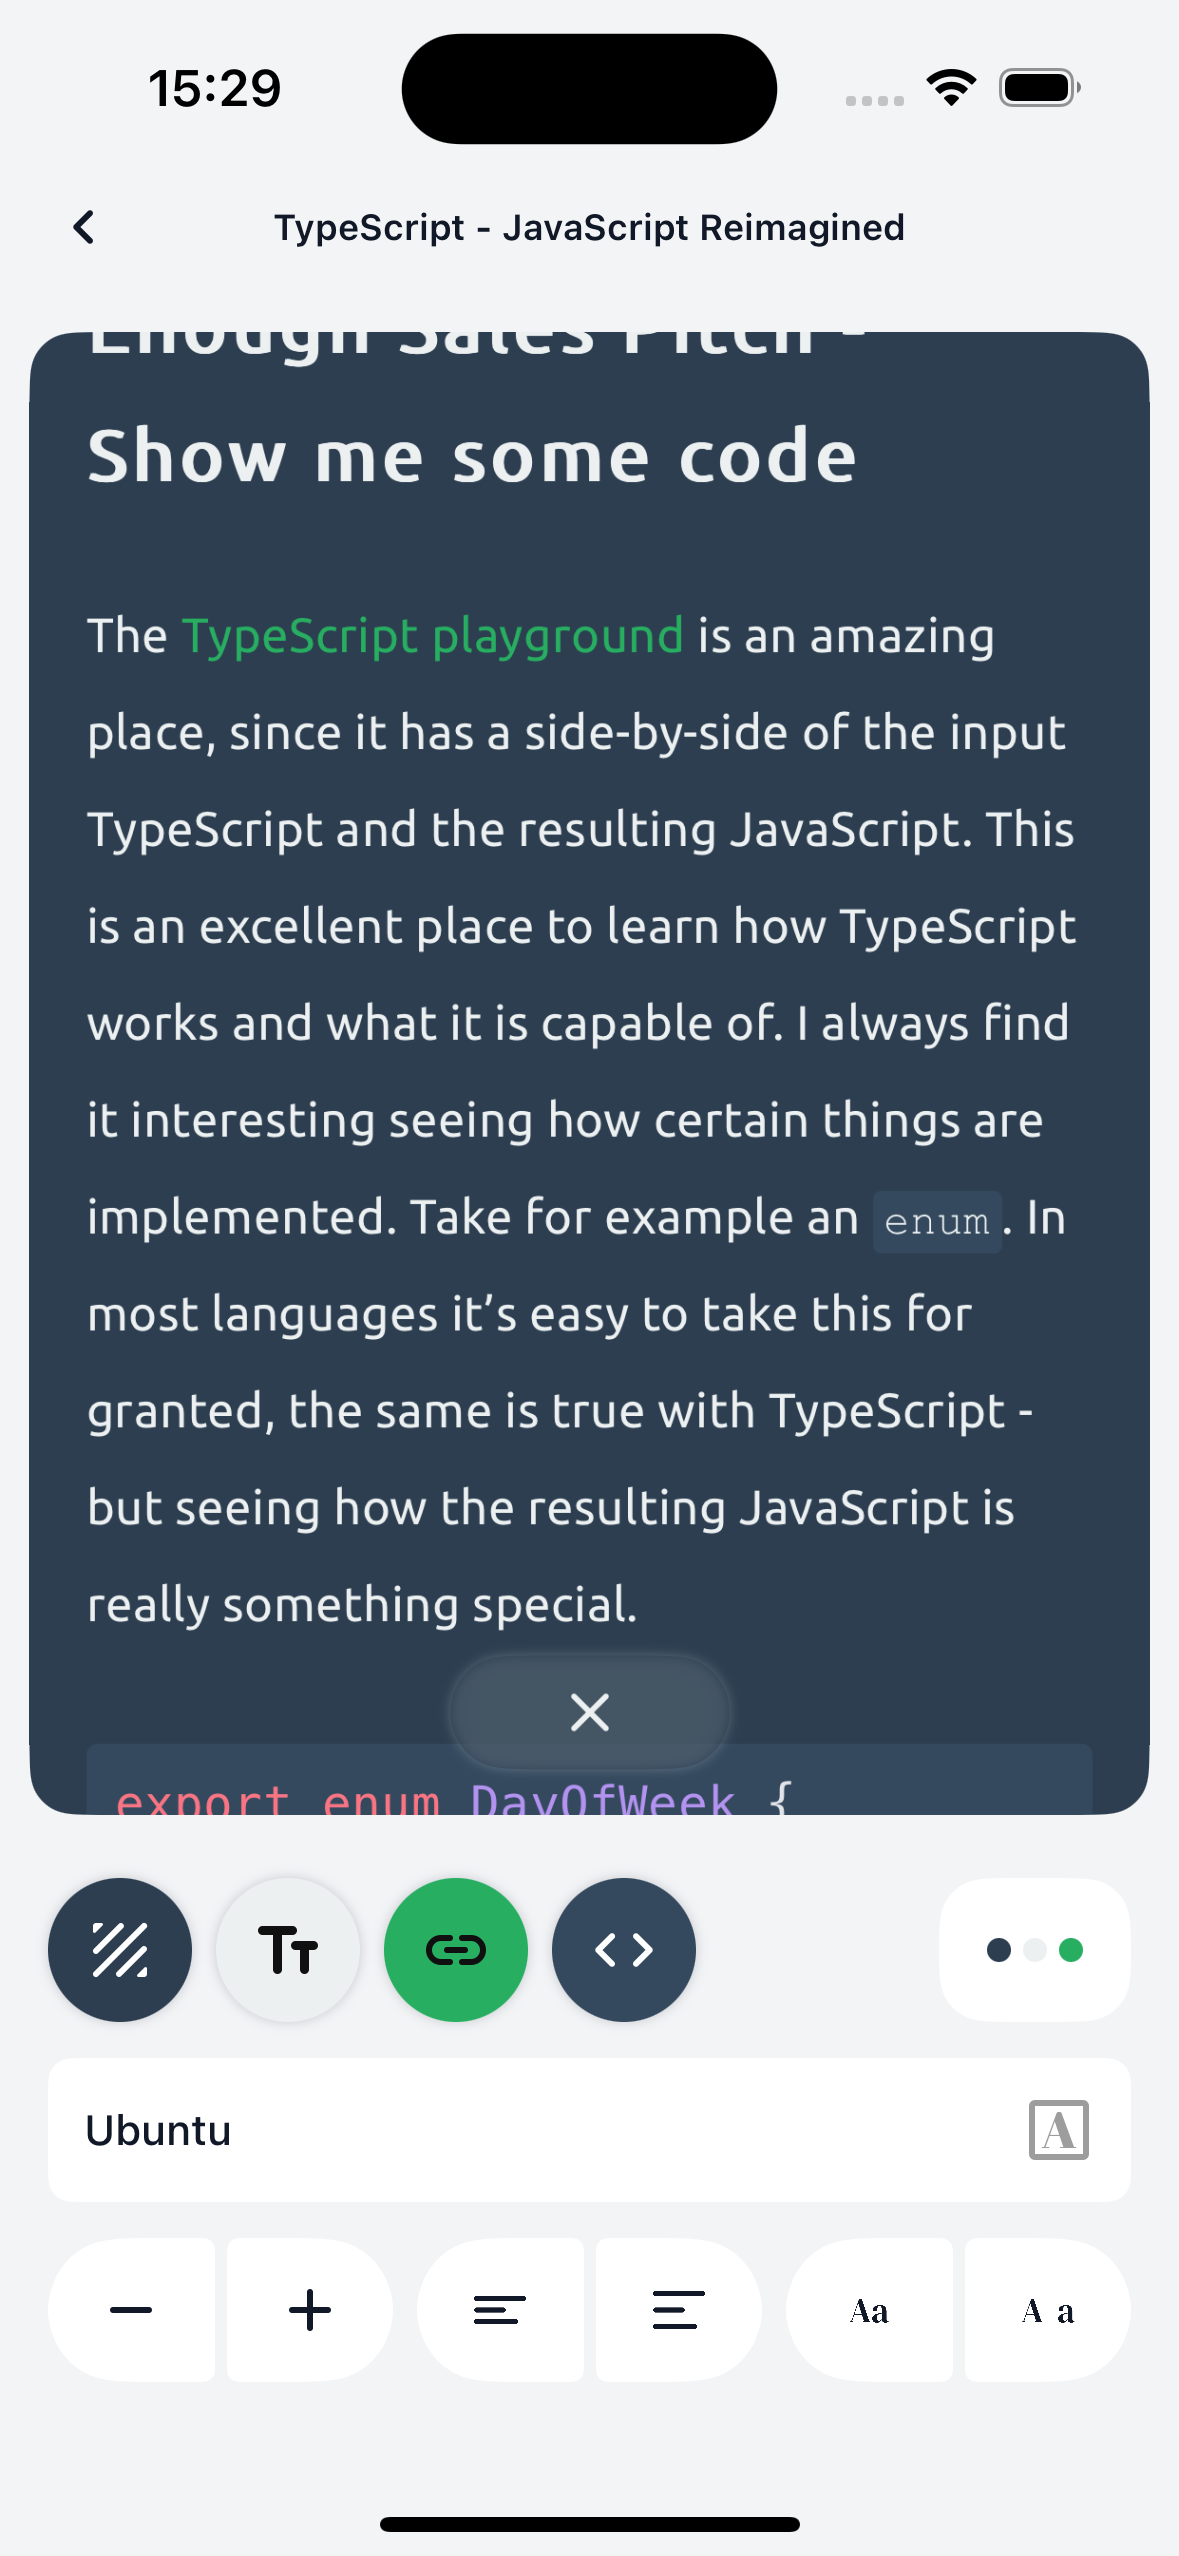 15:29
TypeScript - JavaScript Reimagined
Enough Sales Pitch -
Show me some code
The TypeScript playground is an amazing
place, since it has a side-by-side of the input
TypeScript and the resulting JavaScript. This
is an excellent place to learn how TypeScript
works and what it is capable of. I always find
it interesting seeing how certain things are
implemented. Take for example an enum. In
most languages it’s easy to take this for
granted, the same is true with TypeScript -
but seeing how the resulting JavaScript is
really something special.
export enum DayOfWeek {
Ubuntu
Aa
A a